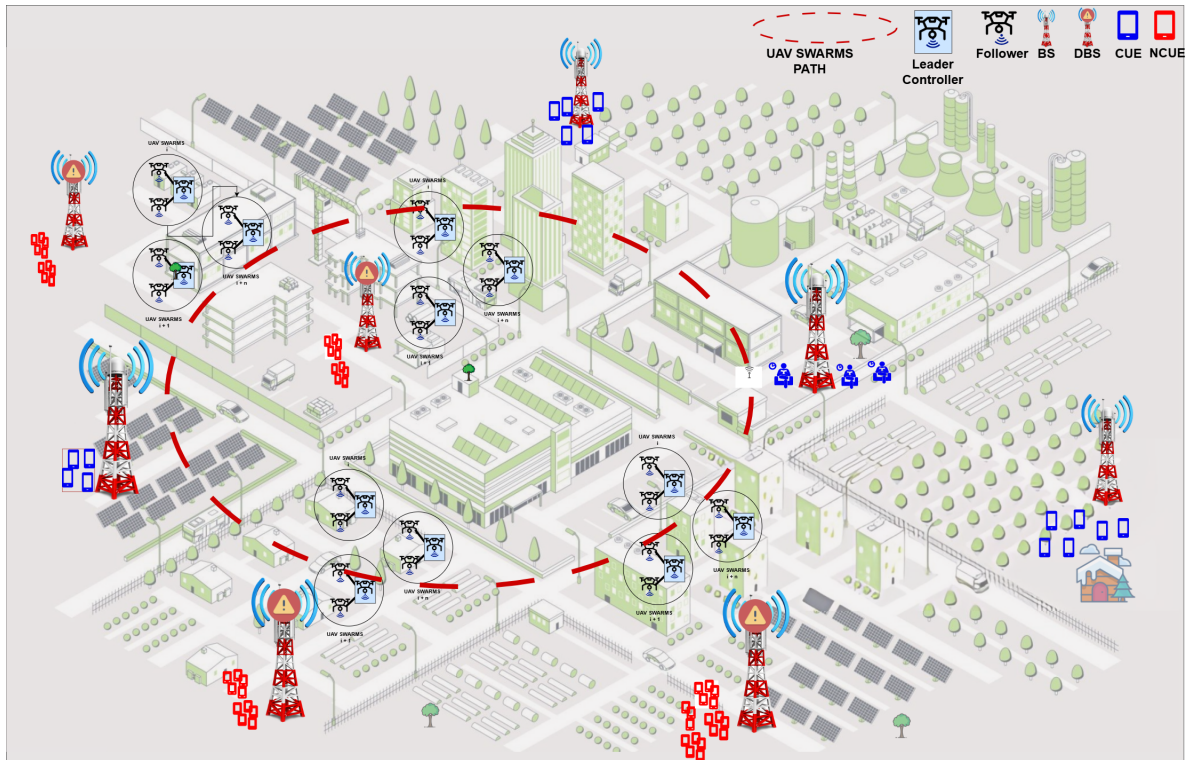 UAV SWARMS
PATH
Leader
Controller
Follower
BS
DBS
CUE
NCUE
UAV SWARMS
i
UAV SWARMS
i + n
UAV SWARMS
i + 1
UAV SWARMS
i
UAV SWARMS
i + n
UAV SWARMS
i + 1
UAV SWARMS
i
UAV SWARMS
i + n
UAV SWARMS
i + 1
UAV SWARMS
i
UAV SWARMS
i + n
UAV SWARMS
i + 1